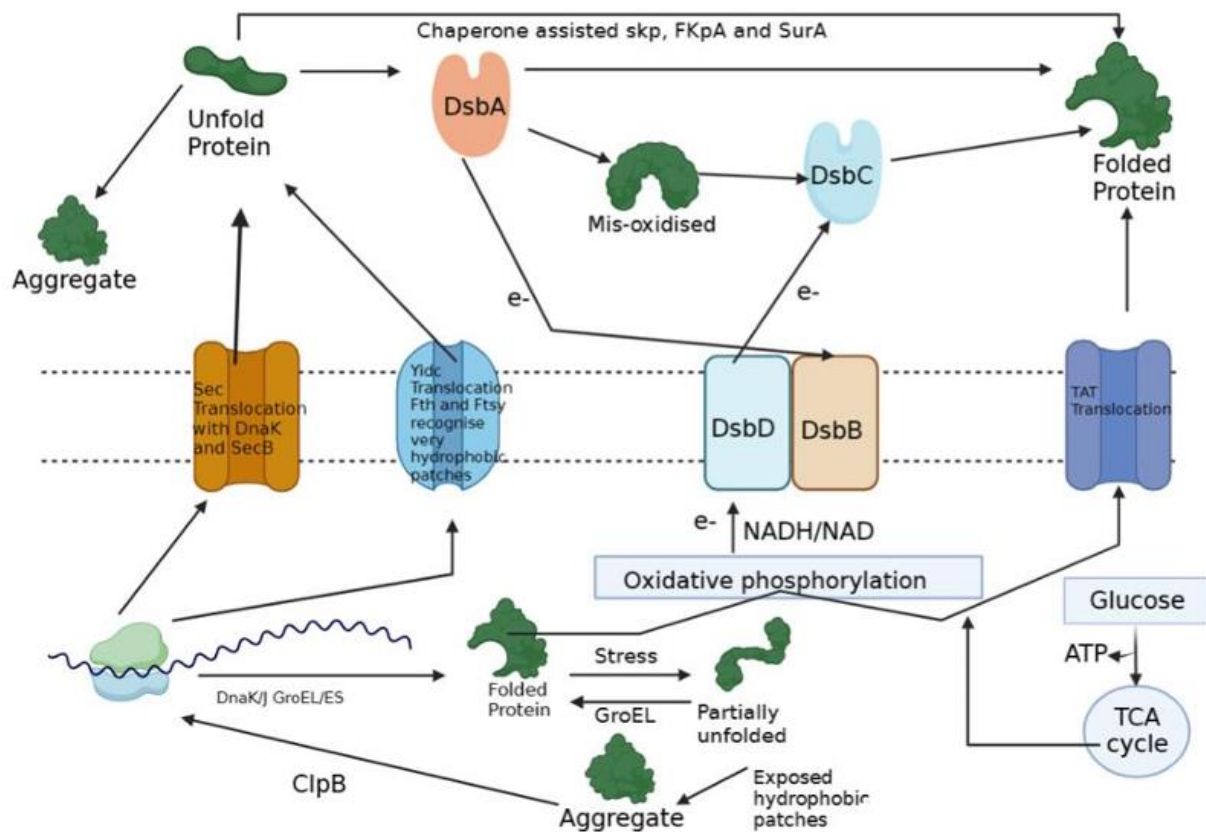 Chaperone assisted skp, FKpA and SurA
Unfold
Protein
DsbA
DsbC
Folded
Protein
Mis-oxidised
Aggregate
e-
e-
Sec
Translocation
with DnaK
and SecB
Yidc
Translocation
Fth and Ftsy
recognise
very
hydrophobic
patches
DsbD
DsbB
TAT
Translocation
e-
NADH/NAD
Oxidative phosphorylation
Glucose
ATP
TCA
cycle
DnaK/J GroEL/ES
Folded
Protein
Stress
GroEL
Partially
unfolded
ClpB
Aggregate
Exposed
hydrophobic
patches